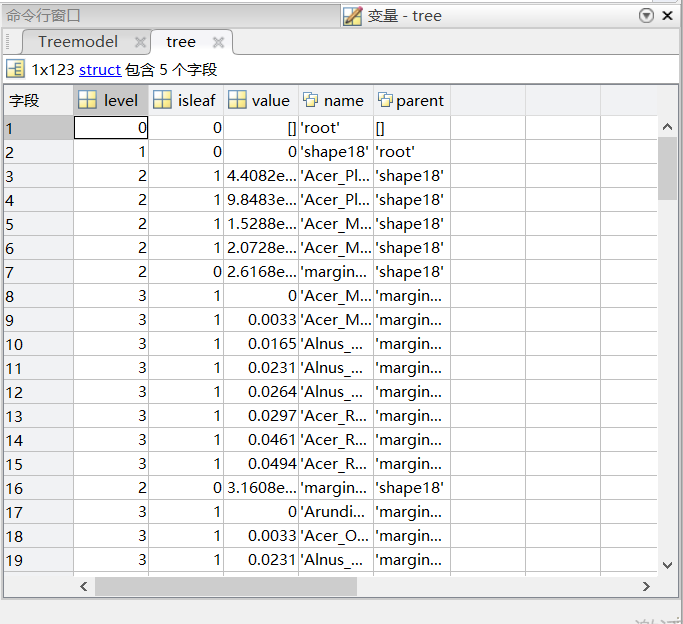 命令行窗口 变量 - tree
Treemodel tree
1x123 struct 包含 5 个字段
字段 level isleaf value name parent
1 0 0 [] 'root' []
2 1 0 0 'shape18' 'root'
3 2 1 4.4082e... 'Acer_Pl... 'shape18'
4 2 1 9.8483e... 'Acer_Pl... 'shape18'
5 2 1 1.5288e... 'Acer_M... 'shape18'
6 2 1 2.0728e... 'Acer_M... 'shape18'
7 2 0 2.6168e... 'margin... 'shape18'
8 3 1 0 'Acer_M... 'margin...
9 3 1 0.0033 'Acer_M... 'margin...
10 3 1 0.0165 'Alnus_... 'margin...
11 3 1 0.0231 'Alnus_... 'margin...
12 3 1 0.0264 'Alnus_... 'margin...
13 3 1 0.0297 'Acer_R... 'margin...
14 3 1 0.0461 'Acer_R... 'margin...
15 3 1 0.0494 'Acer_R... 'margin...
16 2 0 3.1608e... 'margin... 'shape18'
17 3 1 0 'Arundi... 'margin...
18 3 1 0.0033 'Acer_O... 'margin...
19 3 1 0.0231 'Alnus_... 'margin...